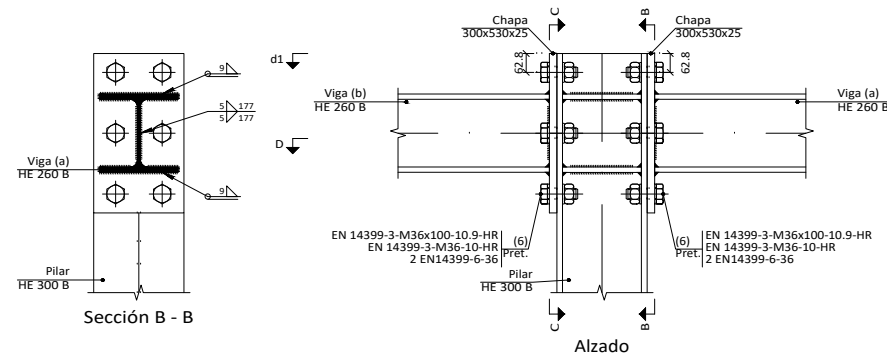 9
5
5
177
177
9
Viga (a)
HE 260 B
Pilar
HE 300 B
Sección B - B
d1
D
C
B
Chapa
300x530x25
Chapa
300x530x25
62.8
62.8
Viga (b)
HE 260 B
Viga (a)
HE 260 B
EN 14399-3-M36x100-10.9-HR
EN 14399-3-M36-10-HR
2 EN14399-6-36
(6)
Pret.
(6)
Pret.
EN 14399-3-M36x100-10.9-HR
EN 14399-3-M36-10-HR
2 EN14399-6-36
Pilar
HE 300 B
C
B
Alzado